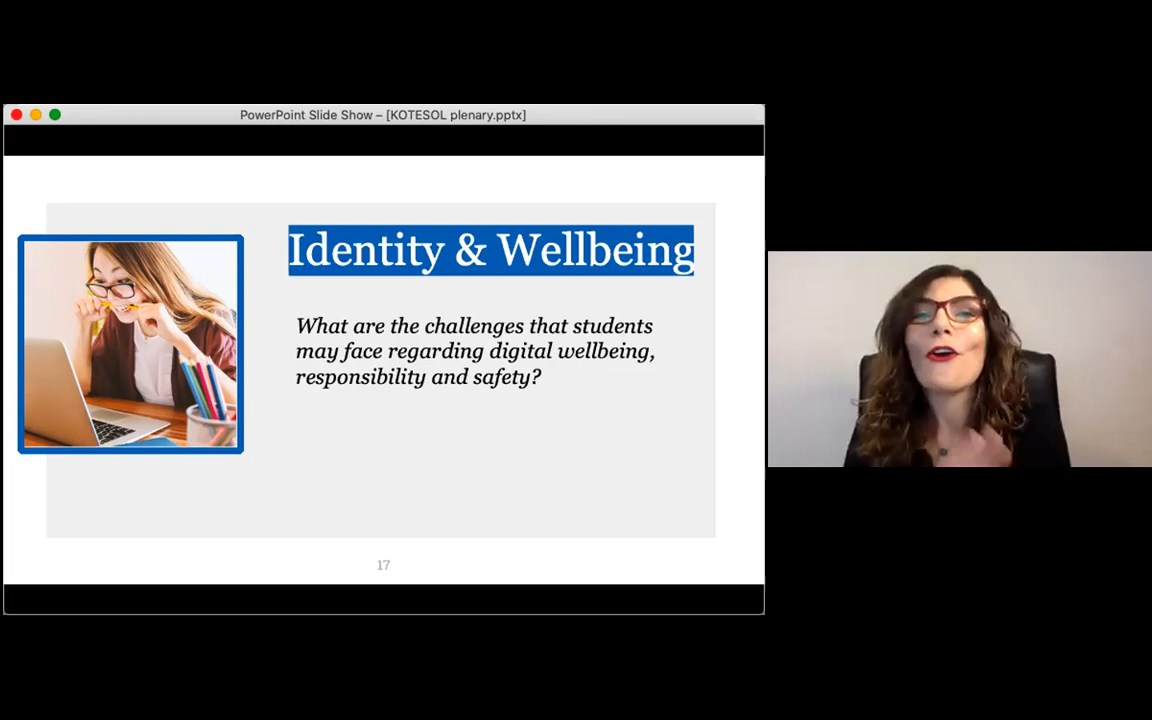 PowerPoint Slide Show – [KOTESOL plenary.pptx]
Identity & Wellbeing
What are the challenges that students
may face regarding digital wellbeing,
responsibility and safety?
17